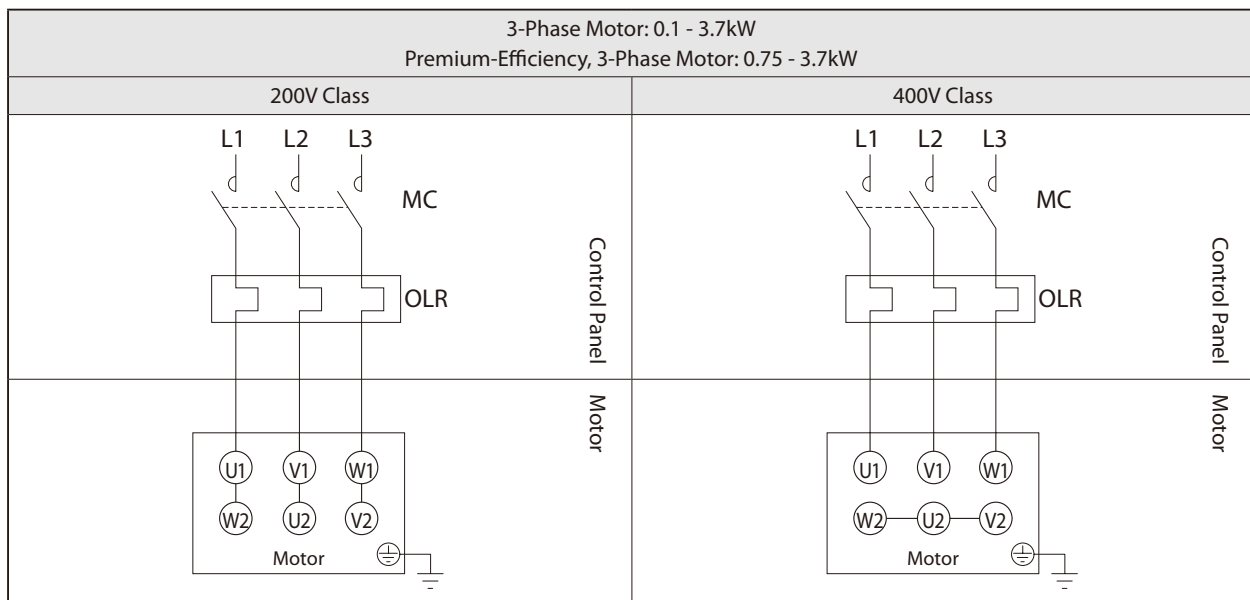 3-Phase Motor: 0.1 - 3.7kW
Premium-Efficiency, 3-Phase Motor: 0.75 - 3.7kW
200V Class
400V Class
L1 L2 L3
MC
OLR
Control Panel
Motor
U1 V1 W1
W2 U2 V2
Motor
L1 L2 L3
MC
OLR
Control Panel
Motor
U1 V1 W1
W2 U2 V2
Motor